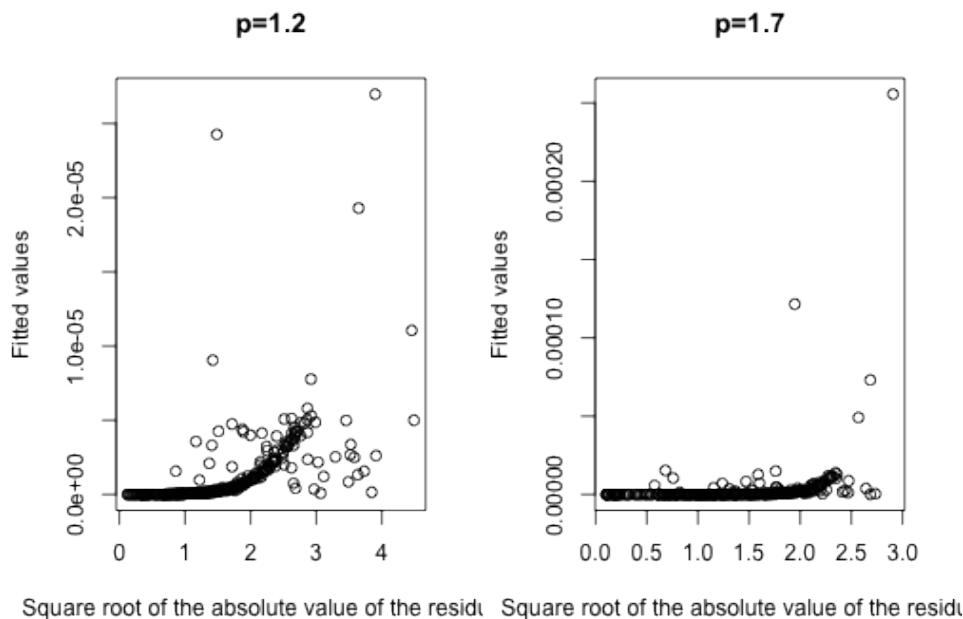 p=1.2
Fitted values
0.0e+00 1.0e-05 2.0e-05
0 1 2 3 4
Square root of the absolute value of the residu
p=1.7
Fitted values
0.00000 0.00010 0.00020
0.0 0.5 1.0 1.5 2.0 2.5 3.0
Square root of the absolute value of the residu